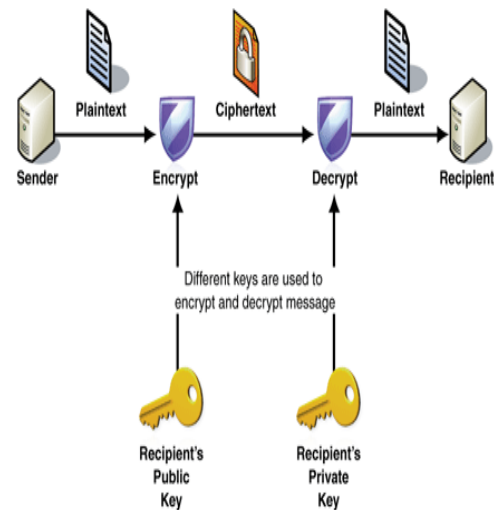 Plaintext
Ciphertext
Plaintext
Sender
Encrypt
Decrypt
Recipient
Different keys are used to
encrypt and decrypt message
Recipient's
Public
Key
Recipient's
Private
Key